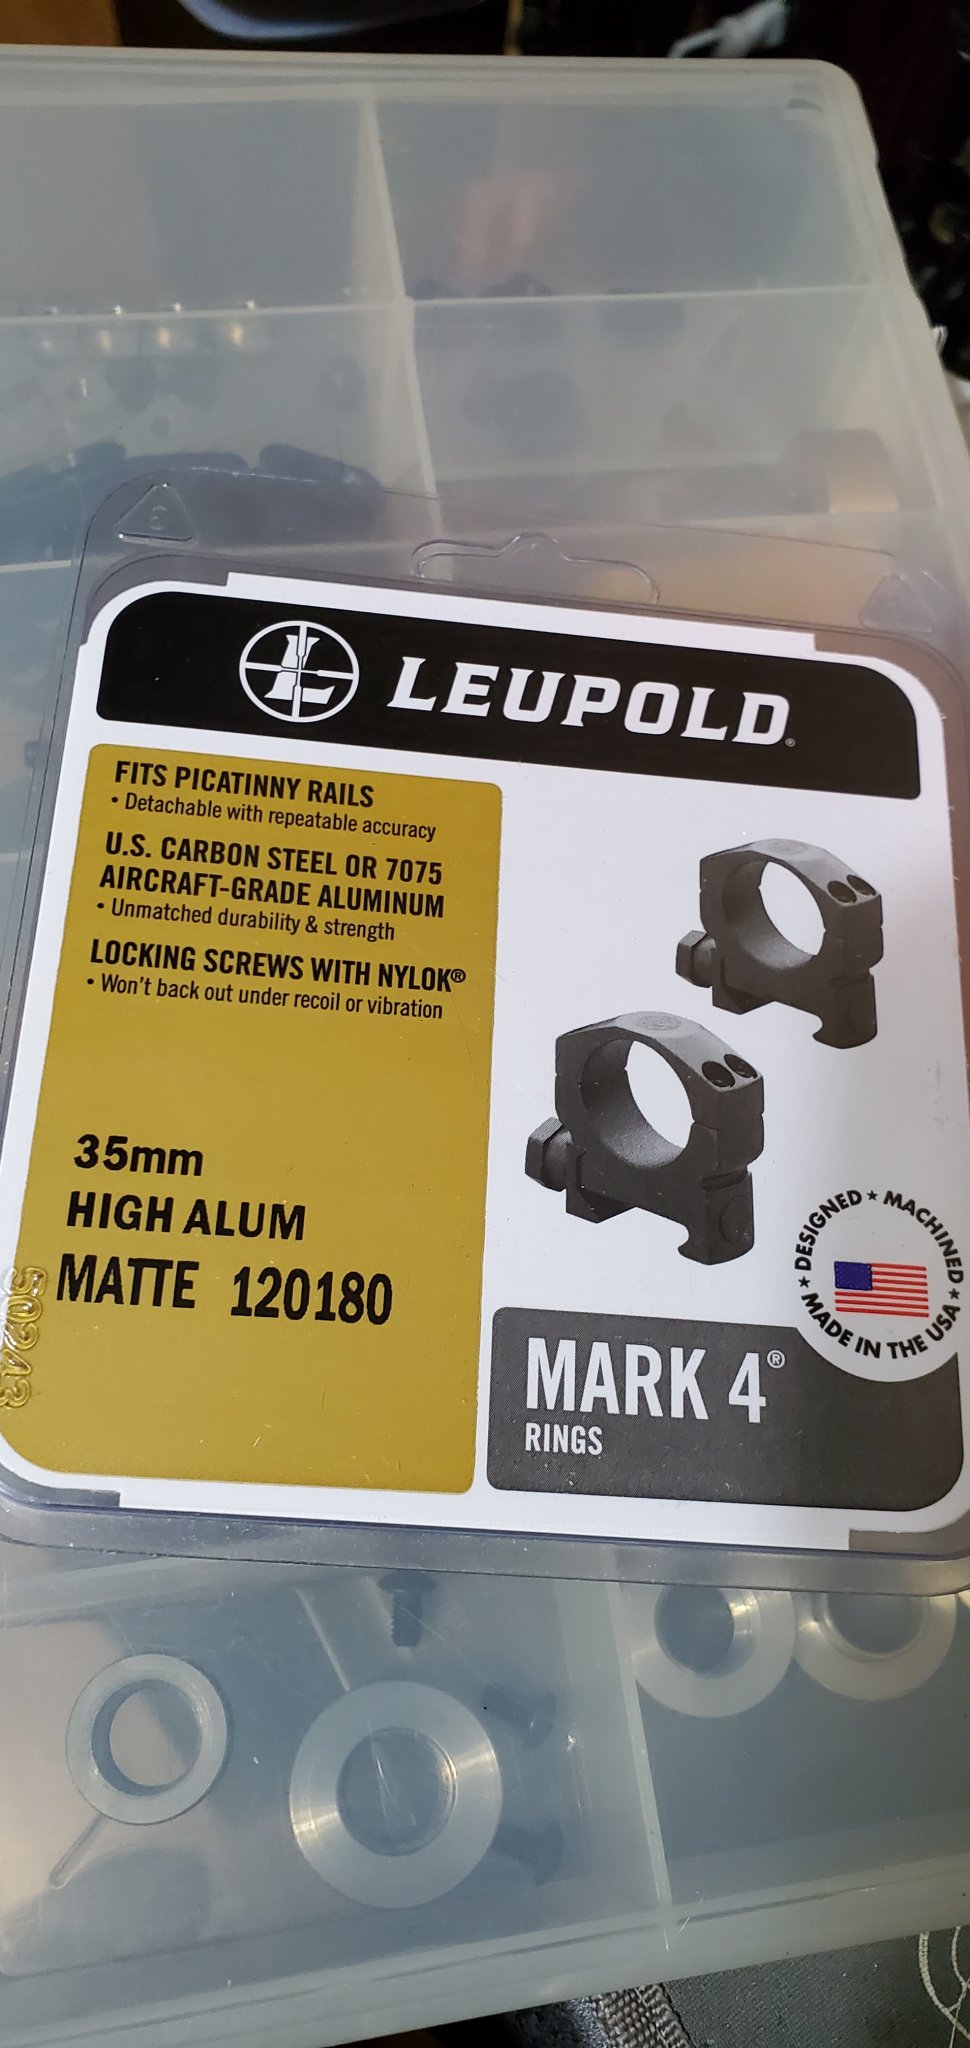 LEUPOLD®
FITS PICATINNY RAILS
• Detachable with repeatable accuracy
U.S. CARBON STEEL OR 7075
AIRCRAFT-GRADE ALUMINUM
• Unmatched durability & strength
LOCKING SCREWS WITH NYLOK®
• Won't back out under recoil or vibration
35mm
HIGH ALUM
MATTE 120180
50243
DESIGNED ★ MACHINED ★ MADE IN THE USA ★
MARK 4®
RINGS